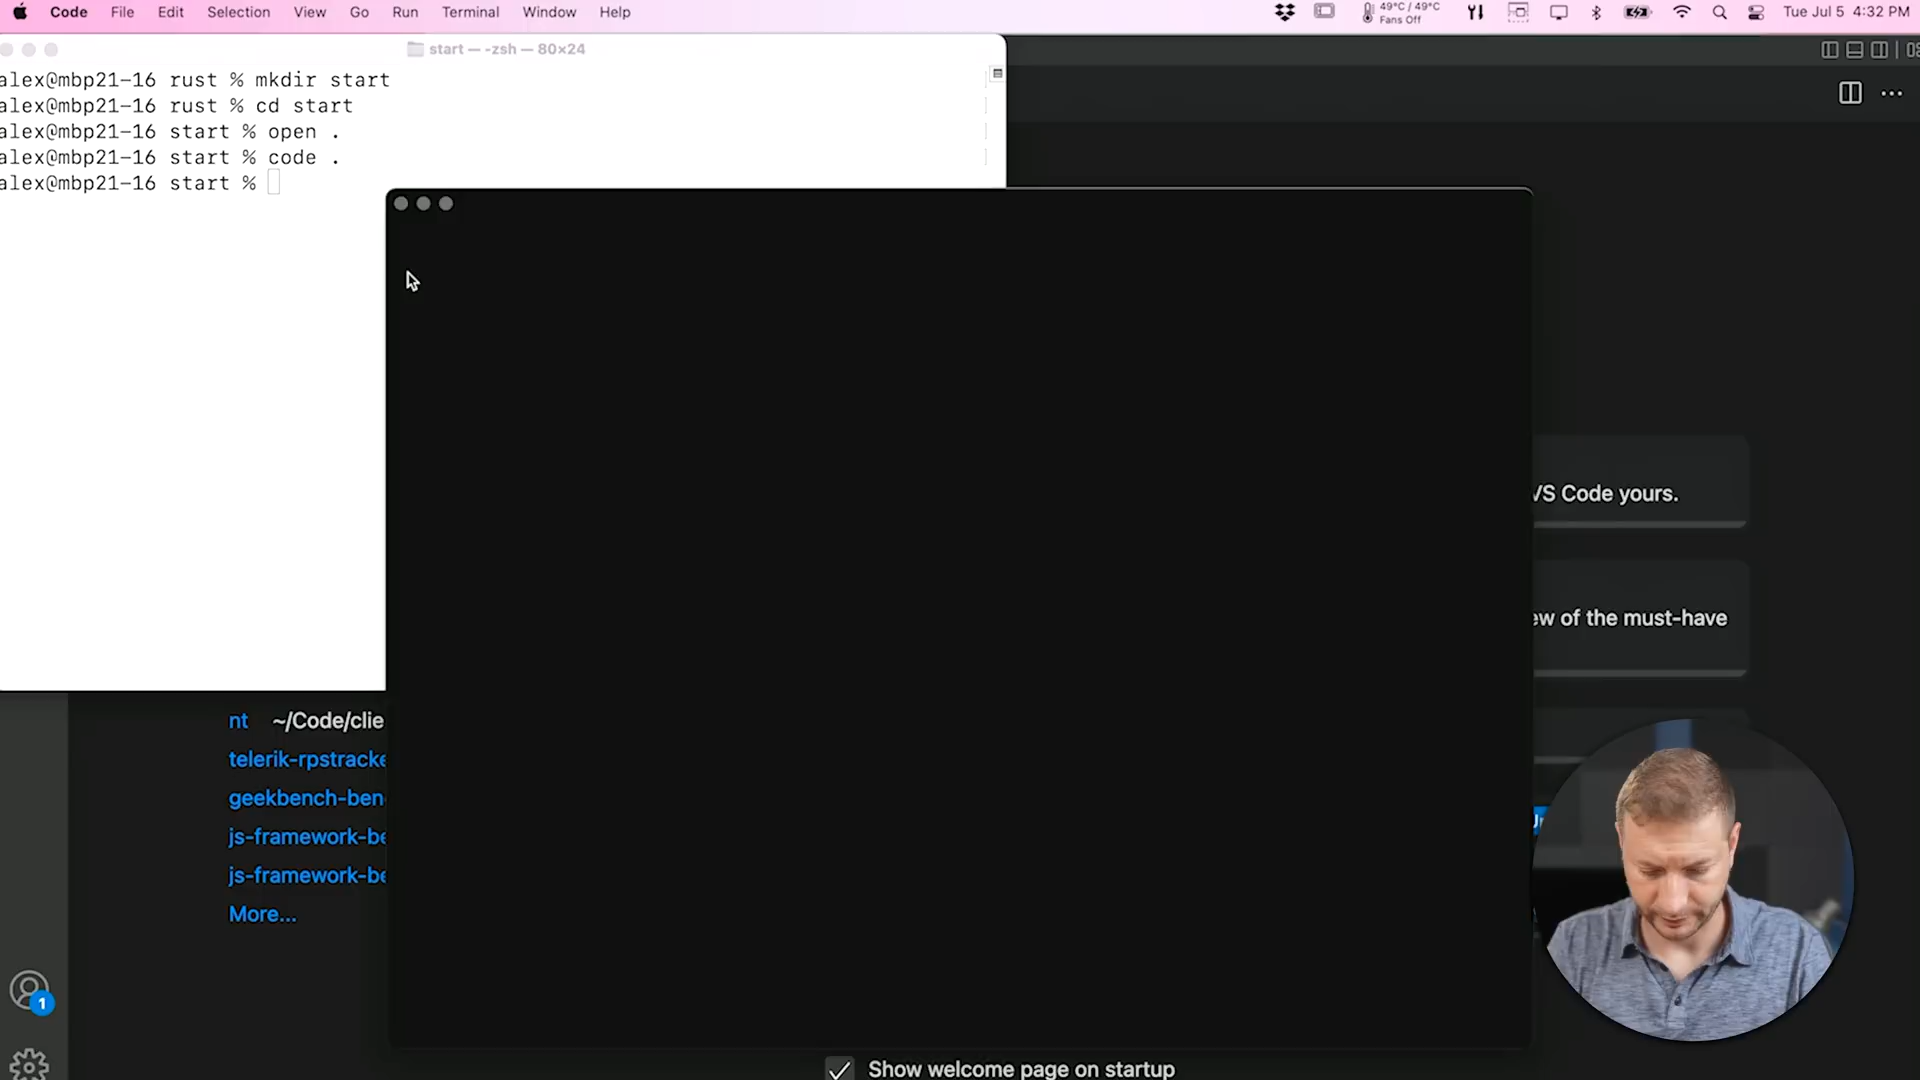 Code File Edit Selection View Go Run Terminal Window Help
49°C / 49°C
Fans Off
Tue Jul 5 4:32 PM
start — -zsh — 80×24
alex@mbp21-16 rust % mkdir start
alex@mbp21-16 rust % cd start
alex@mbp21-16 start % open .
alex@mbp21-16 start % code .
alex@mbp21-16 start %
VS Code yours.
ew of the must-have
nt ~/Code/clie
telerik-rpstracke
geekbench-ben
js-framework-be
js-framework-be
More...
1
Show welcome page on startup